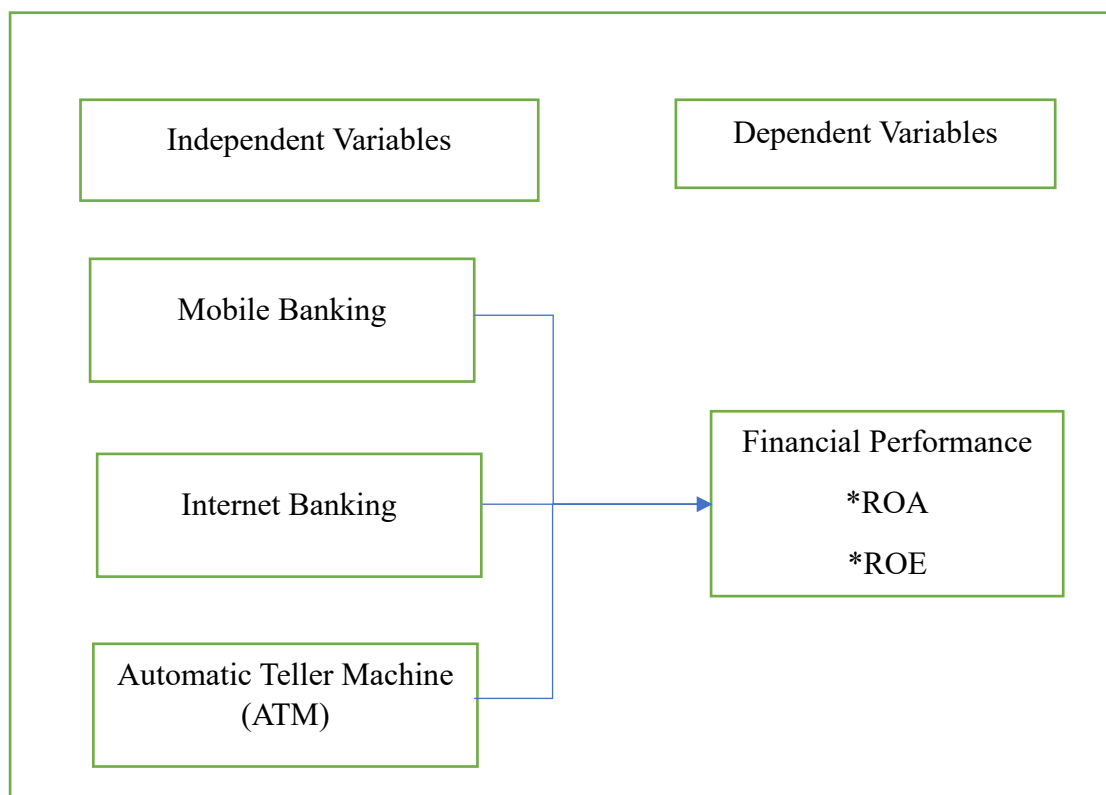 Independent Variables
Dependent Variables
Mobile Banking
Internet Banking
Automatic Teller Machine
(ATM)
Financial Performance
*ROA
*ROE